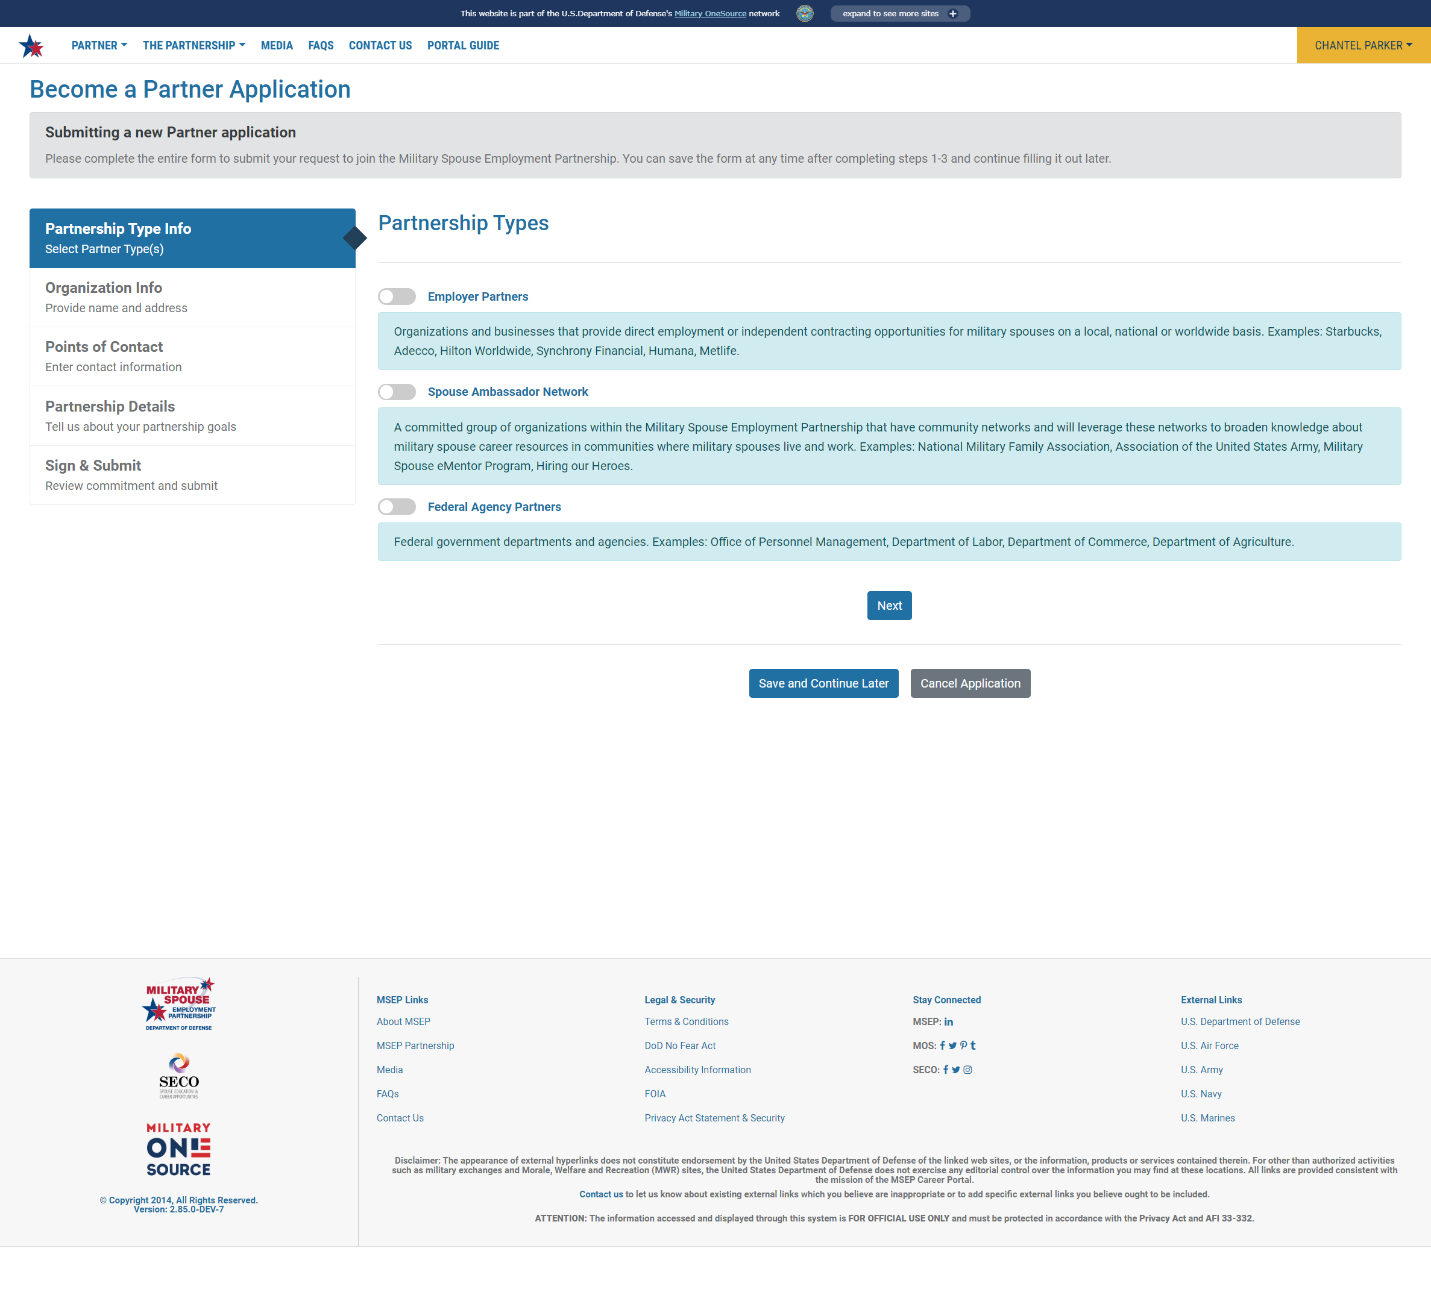 This website is part of the U.S.Department of Defense's Military OneSource network
expand to see more sites
PARTNER
THE PARTNERSHIP
MEDIA
FAQS
CONTACT US
PORTAL GUIDE
CHANTEL PARKER
Become a Partner Application
Submitting a new Partner application
Please complete the entire form to submit your request to join the Military Spouse Employment Partnership. You can save the form at any time after completing steps 1-3 and continue filling it out later.
Partnership Type Info
Select Partner Type(s)
Organization Info
Provide name and address
Points of Contact
Enter contact information
Partnership Details
Tell us about your partnership goals
Sign & Submit
Review commitment and submit
Partnership Types
Employer Partners
Organizations and businesses that provide direct employment or independent contracting opportunities for military spouses on a local, national or worldwide basis. Examples: Starbucks,
Adecco, Hilton Worldwide, Synchrony Financial, Humana, Metlife.
Spouse Ambassador Network
A committed group of organizations within the Military Spouse Employment Partnership that have community networks and will leverage these networks to broaden knowledge about
military spouse career resources in communities where military spouses live and work. Examples: National Military Family Association, Association of the United States Army, Military
Spouse eMentor Program, Hiring our Heroes.
Federal Agency Partners
Federal government departments and agencies. Examples: Office of Personnel Management, Department of Labor, Department of Commerce, Department of Agriculture.
Next
Save and Continue Later
Cancel Application
MILITARY
SPOUSE
EMPLOYMENT
PARTNERSHIP
DEPARTMENT OF DEFENSE
SECO
SPOUSE EDUCATION &
CAREER OPPORTUNITIES
MILITARY
ONE
SOURCE
© Copyright 2014, All Rights Reserved.
Version: 2.85.0-DEV-7
MSEP Links
About MSEP
MSEP Partnership
Media
FAQs
Contact Us
Legal & Security
Terms & Conditions
DoD No Fear Act
Accessibility Information
FOIA
Privacy Act Statement & Security
Stay Connected
MSEP:
MOS:
SECO:
External Links
U.S. Department of Defense
U.S. Air Force
U.S. Army
U.S. Navy
U.S. Marines
Disclaimer: The appearance of external hyperlinks does not constitute endorsement by the United States Department of Defense of the linked web sites, or the information, products or services contained therein. For other than authorized activities
such as military exchanges and Morale, Welfare and Recreation (MWR) sites, the United States Department of Defense does not exercise any editorial control over the information you may find at these locations. All links are provided consistent with
the mission of the MSEP Career Portal.
Contact us to let us know about existing external links which you believe are inappropriate or to add specific external links you believe ought to be included.
ATTENTION: The information accessed and displayed through this system is FOR OFFICIAL USE ONLY and must be protected in accordance with the Privacy Act and AFI 33-332.